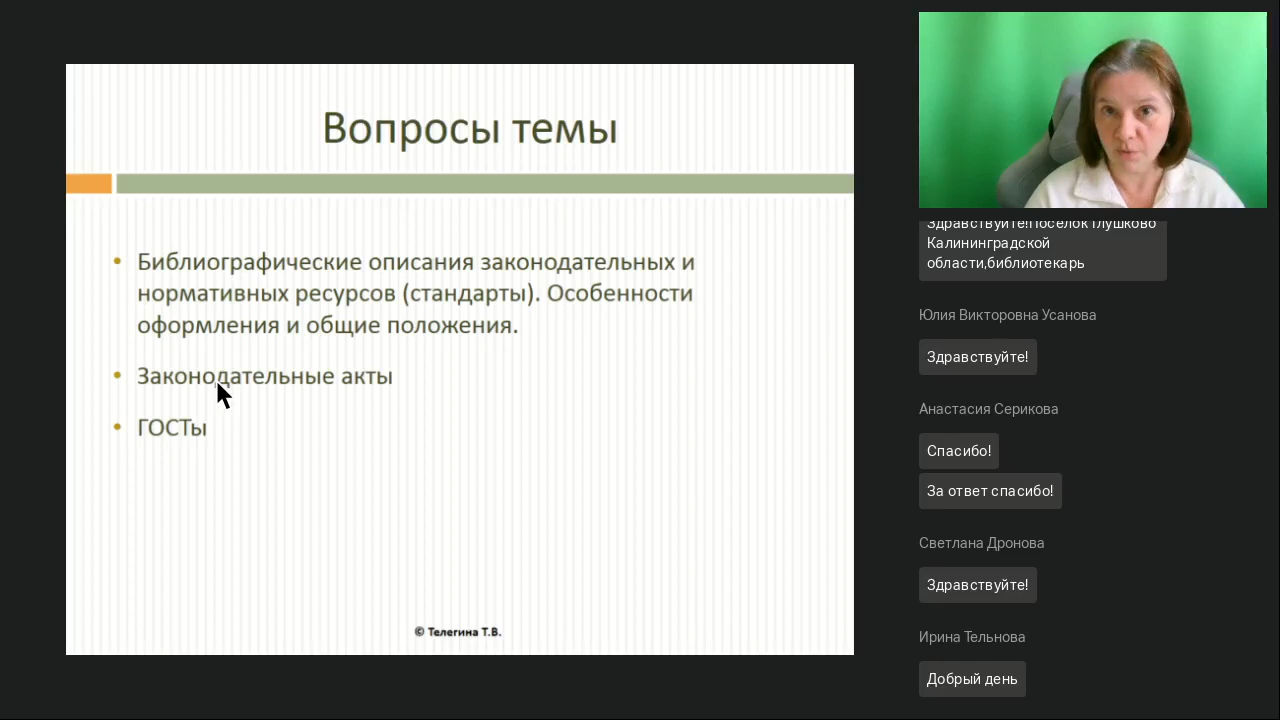 Вопросы темы
Библиографические описания законодательных и
нормативных ресурсов (стандарты). Особенности
оформления и общие положения.
Законодательные акты
ГОСТы
© Телегина Т.В.
Здравствуйте!Поселок Глушково
Калининградской
области,библиотекарь
Юлия Викторовна Усанова
Здравствуйте!
Анастасия Серикова
Спасибо!
За ответ спасибо!
Светлана Дронова
Здравствуйте!
Ирина Тельнова
Добрый день